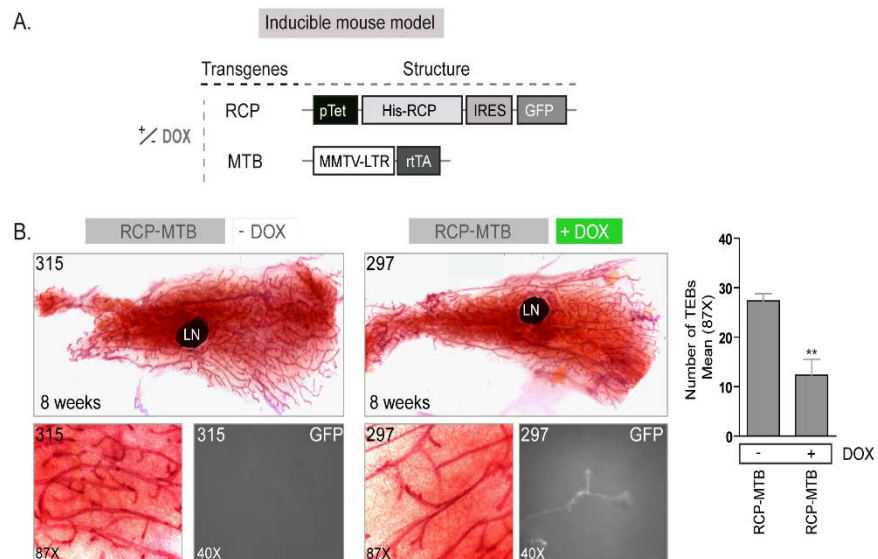 A.
Inducible mouse model
Transgenes Structure
+/- DOX
RCP pTet His-RCP IRES GFP
MTB MMTV-LTR rtTA
B.
RCP-MTB - DOX
315
LN
8 weeks
315
87X
315 GFP
40X
RCP-MTB + DOX
297
LN
8 weeks
297
87X
297 GFP
40X
Number of TEBs
Mean (87X)
40
30
20
10
0
**
- + DOX
RCP-MTB
RCP-MTB